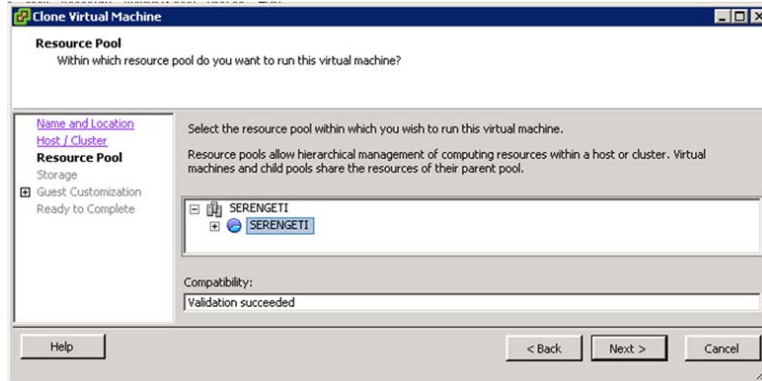 Clone Virtual Machine
Resource Pool
Within which resource pool do you want to run this virtual machine?
Name and Location
Host / Cluster
Resource Pool
Storage
Guest Customization
Ready to Complete
Select the resource pool within which you wish to run this virtual machine.
Resource pools allow hierarchical management of computing resources within a host or cluster. Virtual
machines and child pools share the resources of their parent pool.
SERENGETI
SERENGETI
Compatibility:
Validation succeeded
Help
< Back
Next >
Cancel